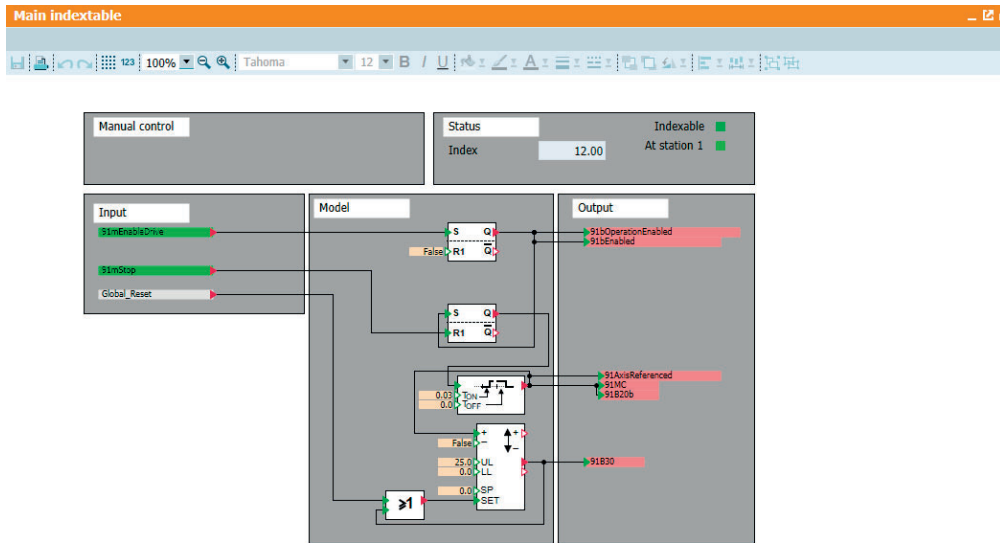 Main indextable
123 100% Tahoma 12 B I U A
Manual control
Status
Indexable
Index 12.00 At station 1
Input
Model
Output
91mEnableDrive
S Q
91bOperationEnabled
91bEnabled
False R1 Q
91mStop
Global_Reset
S Q
R1 Q
91AxisReferenced
91MC
91B20b
0.03 TON
0.0 TOFF
+ +
False − −
25.0 UL
91B30
0.0 LL
0.0 SP
SET
≥1